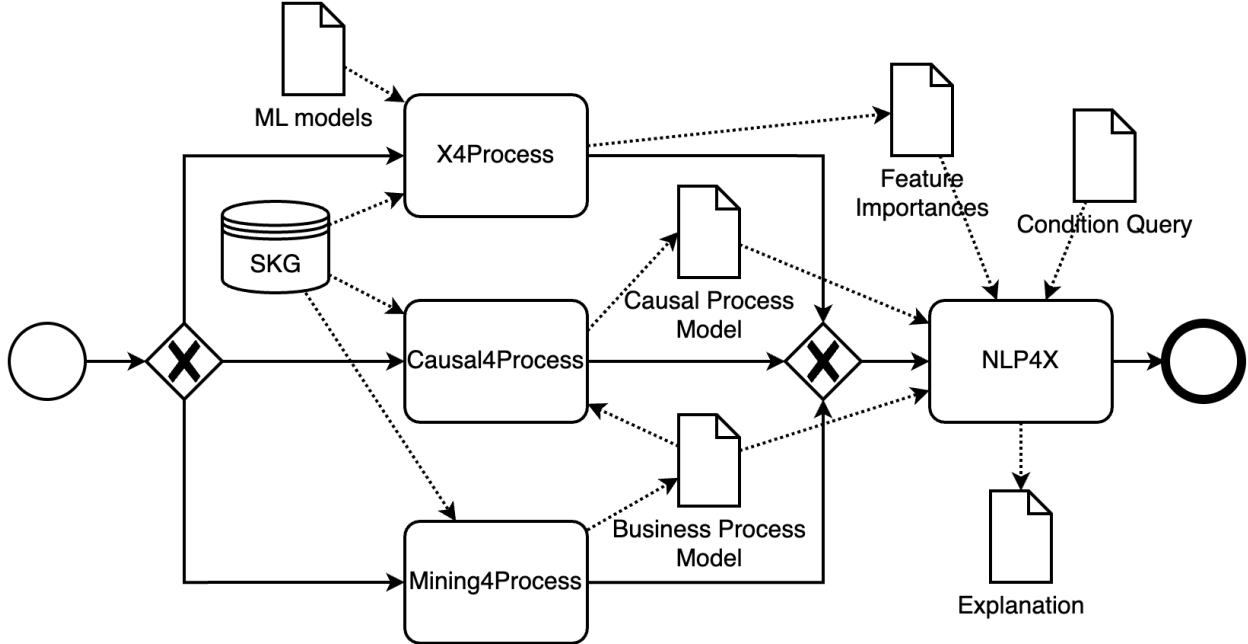 ML models
X4Process
Feature
Importances
Condition Query
SKG
Causal Process
Model
Causal4Process
NLP4X
Business Process
Model
Mining4Process
Explanation